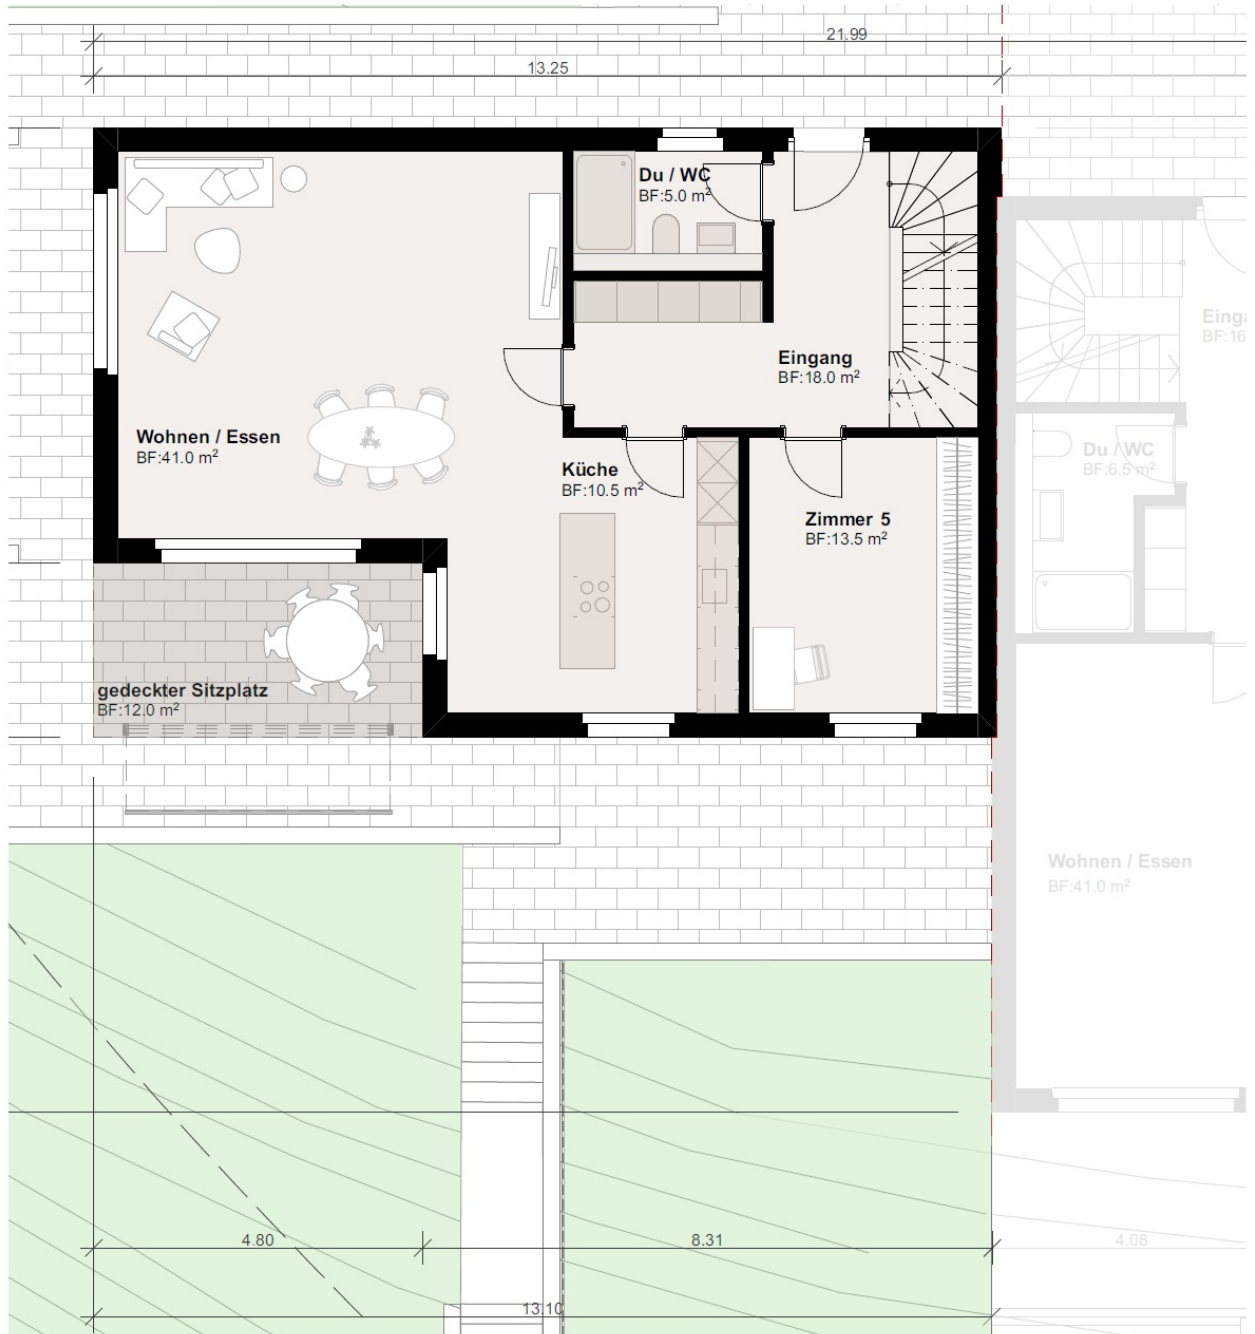 21.99
13.25
Du / WC
BF:5.0 m²
Eingang
BF:18.0 m²
Wohnen / Essen
BF:41.0 m²
Küche
BF:10.5 m²
Zimmer 5
BF:13.5 m²
gedeckter Sitzplatz
BF:12.0 m²
Einga
BF:16
Du / WC
BF:6.5 m²
Wohnen / Essen
BF:41.0 m²
4.80
8.31
4.08
13.10